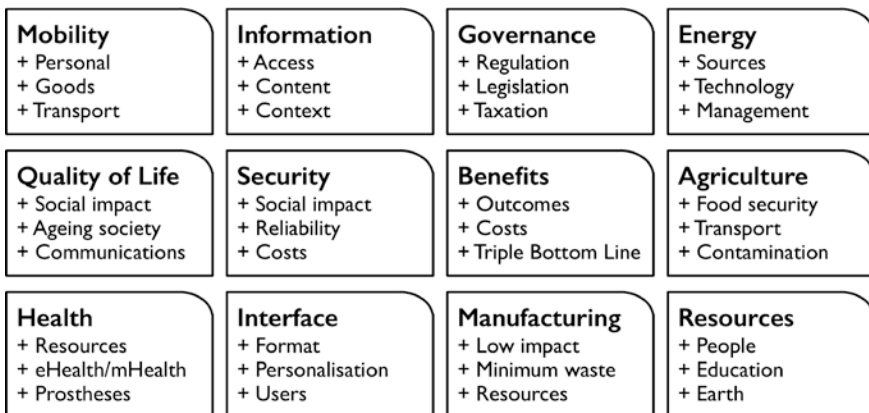 Mobility
+ Personal
+ Goods
+ Transport
Information
+ Access
+ Content
+ Context
Governance
+ Regulation
+ Legislation
+ Taxation
Energy
+ Sources
+ Technology
+ Management
Quality of Life
+ Social impact
+ Ageing society
+ Communications
Security
+ Social impact
+ Reliability
+ Costs
Benefits
+ Outcomes
+ Costs
+ Triple Bottom Line
Agriculture
+ Food security
+ Transport
+ Contamination
Health
+ Resources
+ eHealth/mHealth
+ Prostheses
Interface
+ Format
+ Personalisation
+ Users
Manufacturing
+ Low impact
+ Minimum waste
+ Resources
Resources
+ People
+ Education
+ Earth